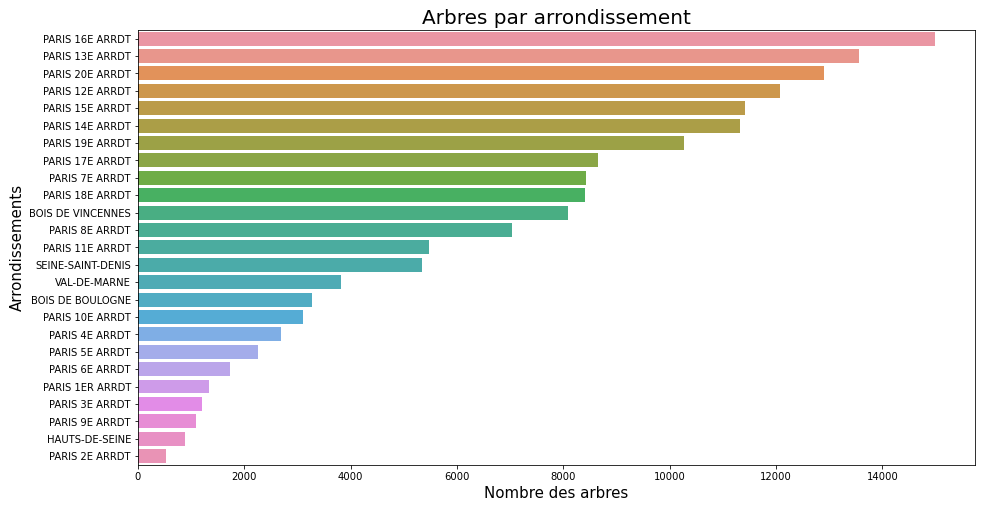 Arbres par arrondissement
Arrondissements
PARIS 16E ARRDT
PARIS 13E ARRDT
PARIS 20E ARRDT
PARIS 12E ARRDT
PARIS 15E ARRDT
PARIS 14E ARRDT
PARIS 19E ARRDT
PARIS 17E ARRDT
PARIS 7E ARRDT
PARIS 18E ARRDT
BOIS DE VINCENNES
PARIS 8E ARRDT
PARIS 11E ARRDT
SEINE-SAINT-DENIS
VAL-DE-MARNE
BOIS DE BOULOGNE
PARIS 10E ARRDT
PARIS 4E ARRDT
PARIS 5E ARRDT
PARIS 6E ARRDT
PARIS 1ER ARRDT
PARIS 3E ARRDT
PARIS 9E ARRDT
HAUTS-DE-SEINE
PARIS 2E ARRDT
0 2000 4000 6000 8000 10000 12000 14000
Nombre des arbres